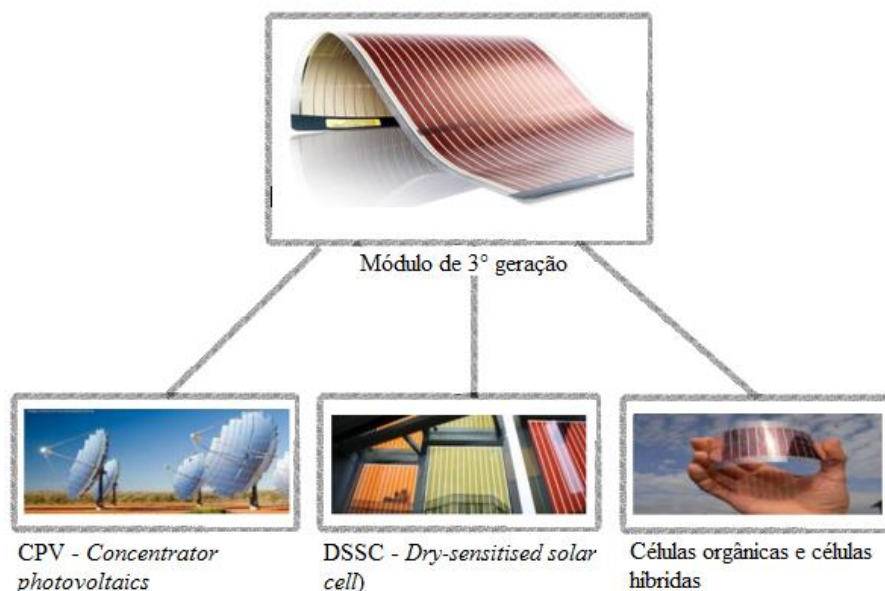 Módulo de 3° geração
CPV - Concentrator
photovoltaics
DSSC - Dry-sensitised solar
cell)
Células orgânicas e células
híbridas